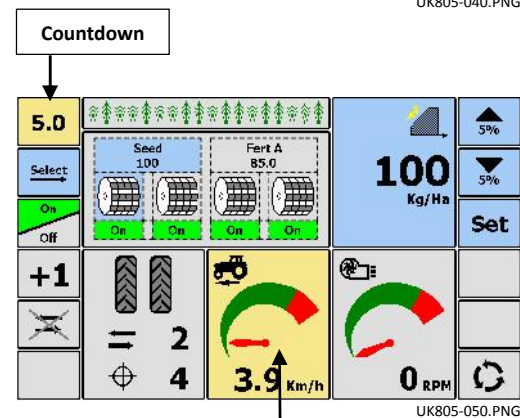 UK805-040.PNG
Countdown
5.0
5%
Select
Seed
100
Fert A
85.0
100
Kg/Ha
5%
On
Off
On
On
On
On
Set
+1
2
4
3.9 Km/h
0 RPM
UK805-050.PNG